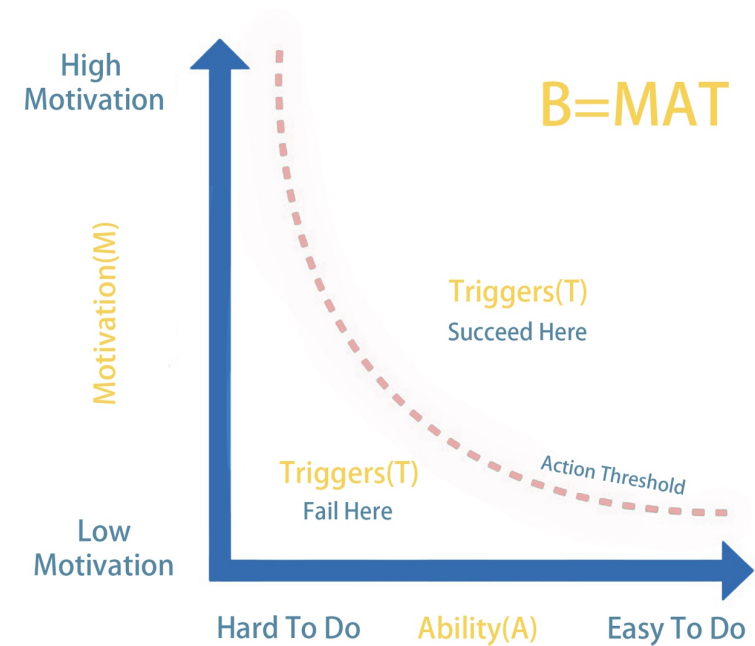 High
Motivation
B=MAT
Motivation(M)
Triggers(T)
Succeed Here
Action Threshold
Triggers(T)
Fail Here
Low
Motivation
Hard To Do
Ability(A)
Easy To Do